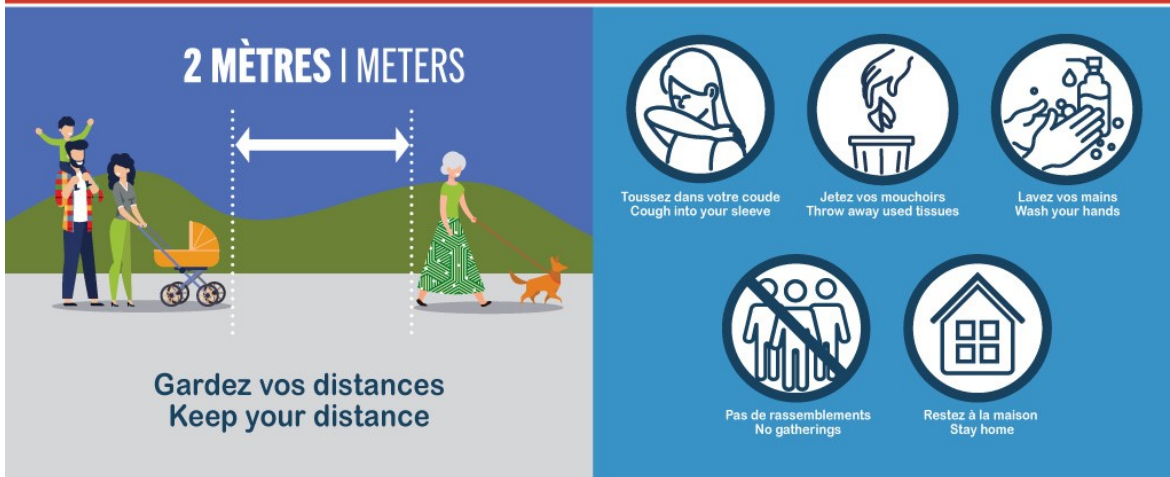 2 MÈTRES | METERS
Gardez vos distances
Keep your distance
Toussez dans votre coude
Cough into your sleeve
Jetez vos mouchoirs
Throw away used tissues
Lavez vos mains
Wash your hands
Pas de rassemblements
No gatherings
Restez à la maison
Stay home